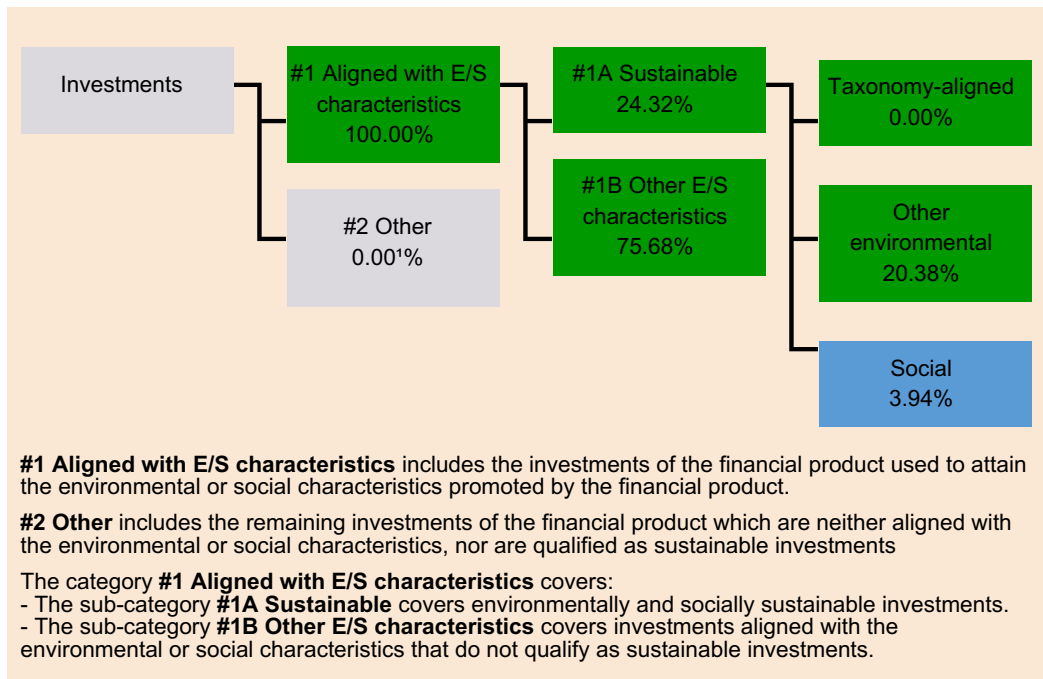 Investments
#1 Aligned with E/S
characteristics
100.00%
#2 Other
0.00¹%
#1A Sustainable
24.32%
#1B Other E/S
characteristics
75.68%
Taxonomy-aligned
0.00%
Other
environmental
20.38%
Social
3.94%
#1 Aligned with E/S characteristics includes the investments of the financial product used to attain
the environmental or social characteristics promoted by the financial product.
#2 Other includes the remaining investments of the financial product which are neither aligned with
the environmental or social characteristics, nor are qualified as sustainable investments
The category #1 Aligned with E/S characteristics covers:
- The sub-category #1A Sustainable covers environmentally and socially sustainable investments.
- The sub-category #1B Other E/S characteristics covers investments aligned with the
environmental or social characteristics that do not qualify as sustainable investments.